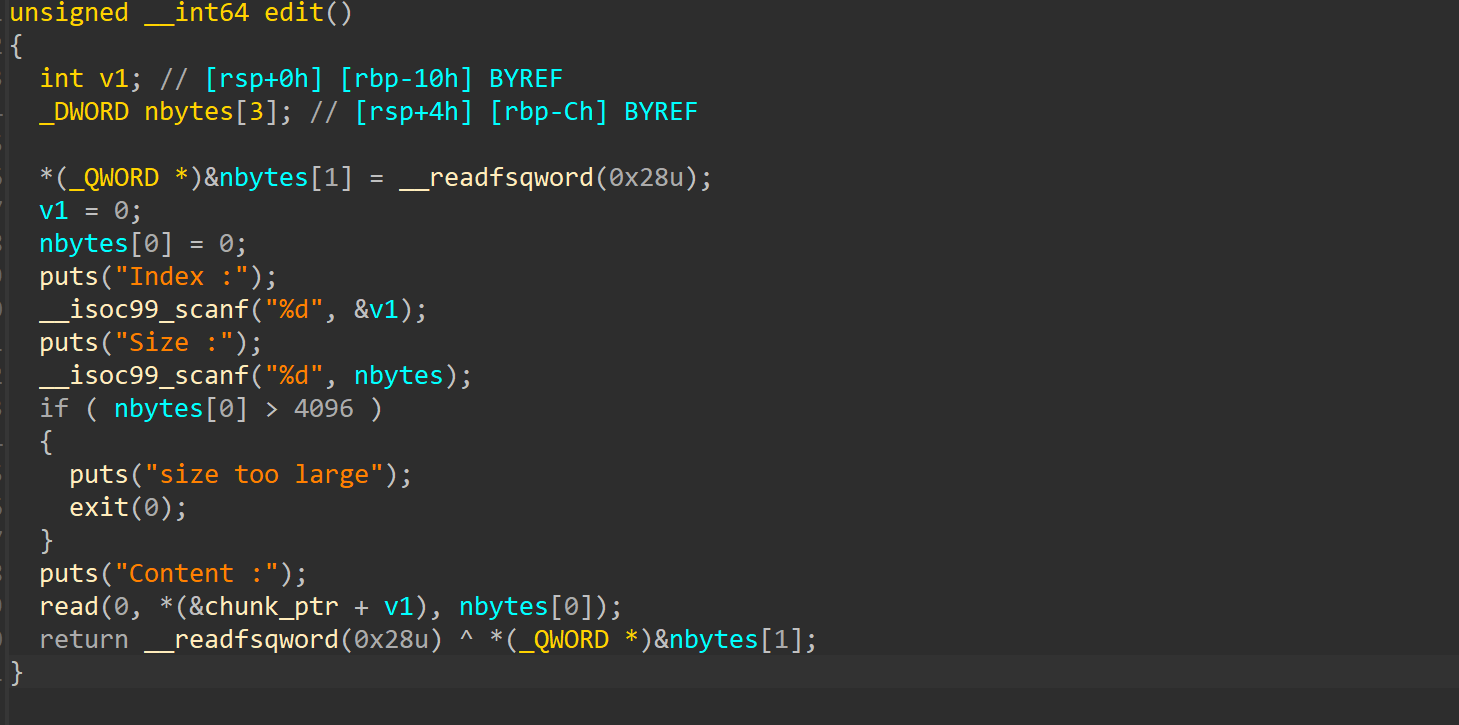 unsigned __int64 edit()
{
  int v1; // [rsp+0h] [rbp-10h] BYREF
  _DWORD nbytes[3]; // [rsp+4h] [rbp-Ch] BYREF

  *(_QWORD *)&nbytes[1] = __readfsqword(0x28u);
  v1 = 0;
  nbytes[0] = 0;
  puts("Index :");
  __isoc99_scanf("%d", &v1);
  puts("Size :");
  __isoc99_scanf("%d", nbytes);
  if ( nbytes[0] > 4096 )
  {
    puts("size too large");
    exit(0);
  }
  puts("Content :");
  read(0, *(&chunk_ptr + v1), nbytes[0]);
  return __readfsqword(0x28u) ^ *(_QWORD *)&nbytes[1];
}